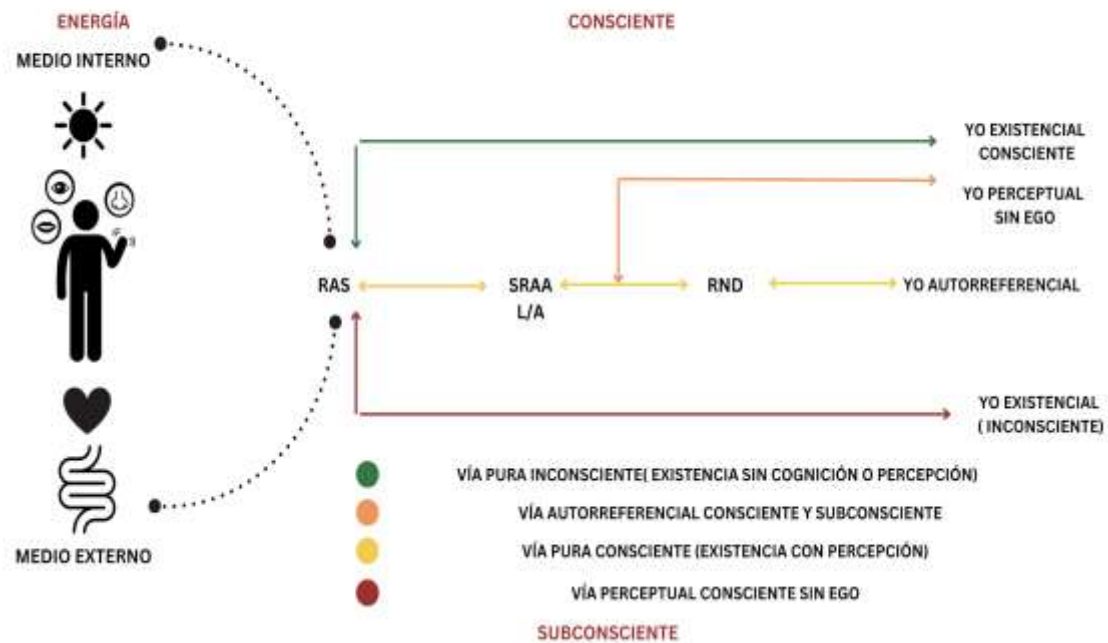 ENERGÍA
CONSCIENTE
MEDIO INTERNO
YO EXISTENCIAL
CONSCIENTE
YO PERCEPTUAL
SIN EGO
RAS
SRAA
L/A
RND
YO AUTORREFERENCIAL
YO EXISTENCIAL
( INCONSCIENTE)
VÍA PURA INCONSCIENTE( EXISTENCIA SIN COGNICIÓN O PERCEPCIÓN)
VÍA AUTORREFERENCIAL CONSCIENTE Y SUBCONSCIENTE
VÍA PURA CONSCIENTE (EXISTENCIA CON PERCEPCIÓN)
VÍA PERCEPTUAL CONSCIENTE SIN EGO
MEDIO EXTERNO
SUBCONSCIENTE